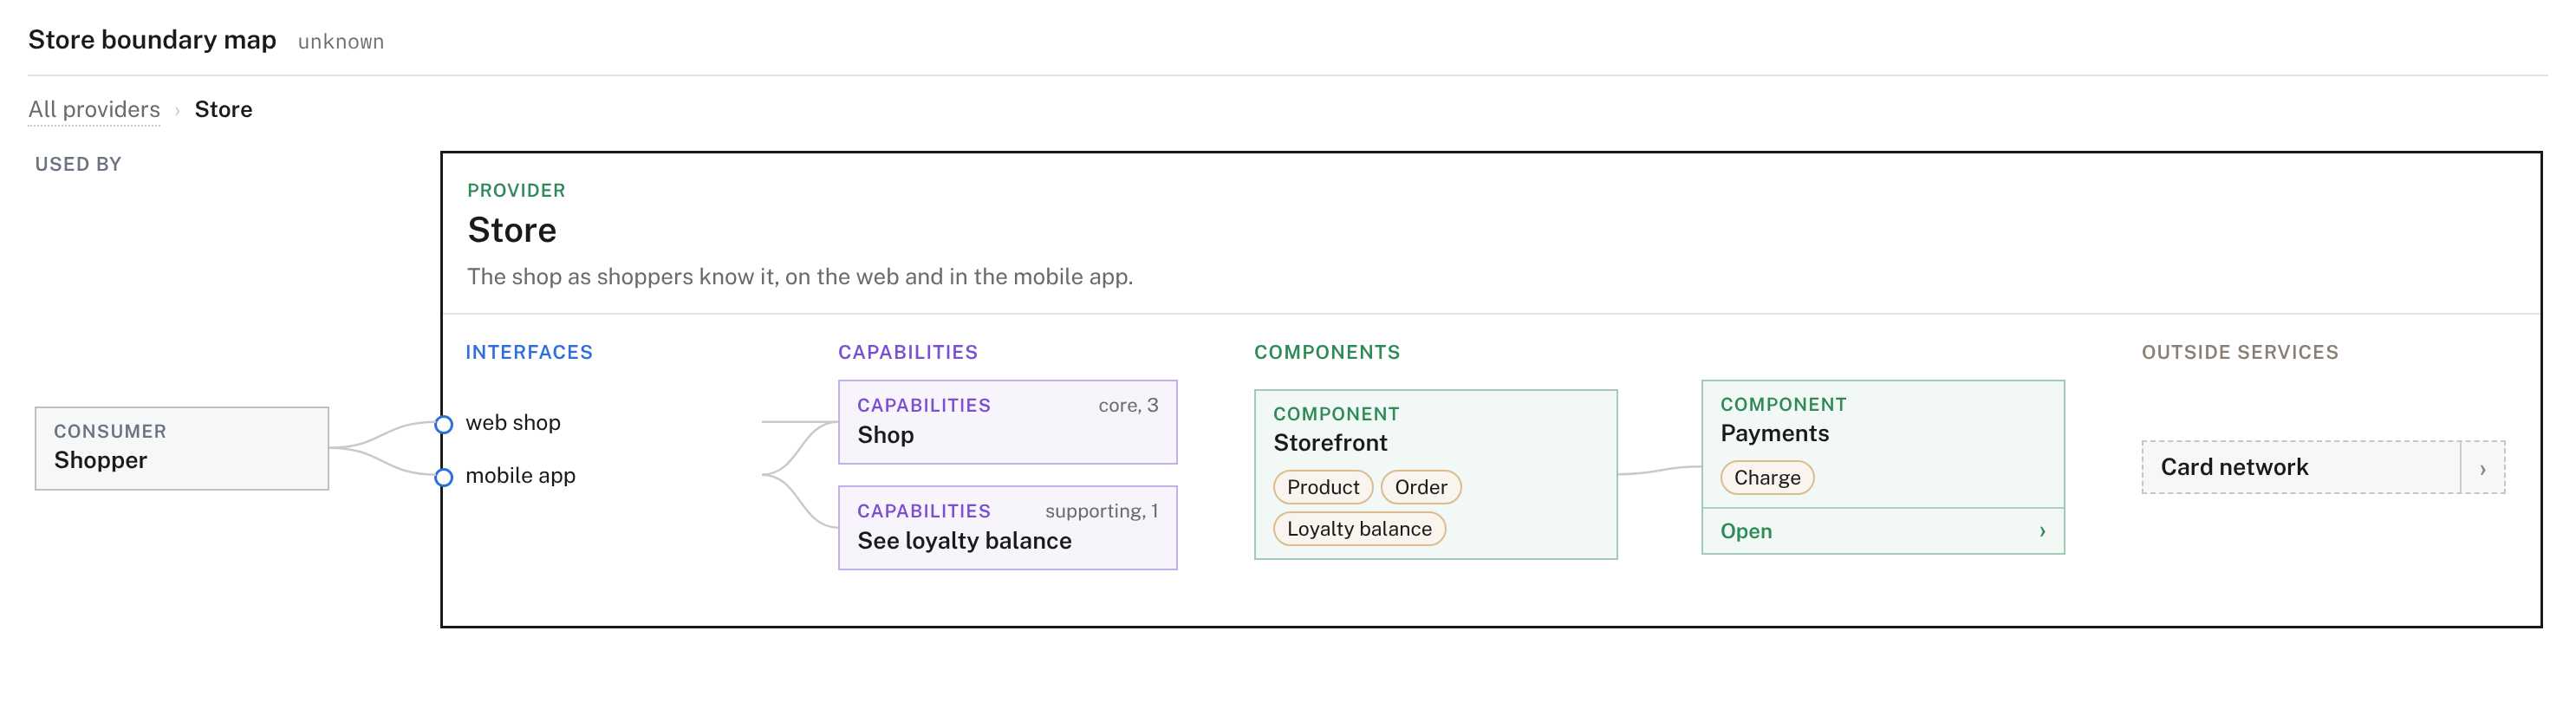 Store boundary map unknown
All providers › Store
USED BY
PROVIDER
Store
The shop as shoppers know it, on the web and in the mobile app.
INTERFACES
CAPABILITIES
COMPONENTS
OUTSIDE SERVICES
CONSUMER
Shopper
web shop
mobile app
CAPABILITIES core, 3
Shop
CAPABILITIES supporting, 1
See loyalty balance
COMPONENT
Storefront
Product Order
Loyalty balance
COMPONENT
Payments
Charge
Open ›
Card network ›